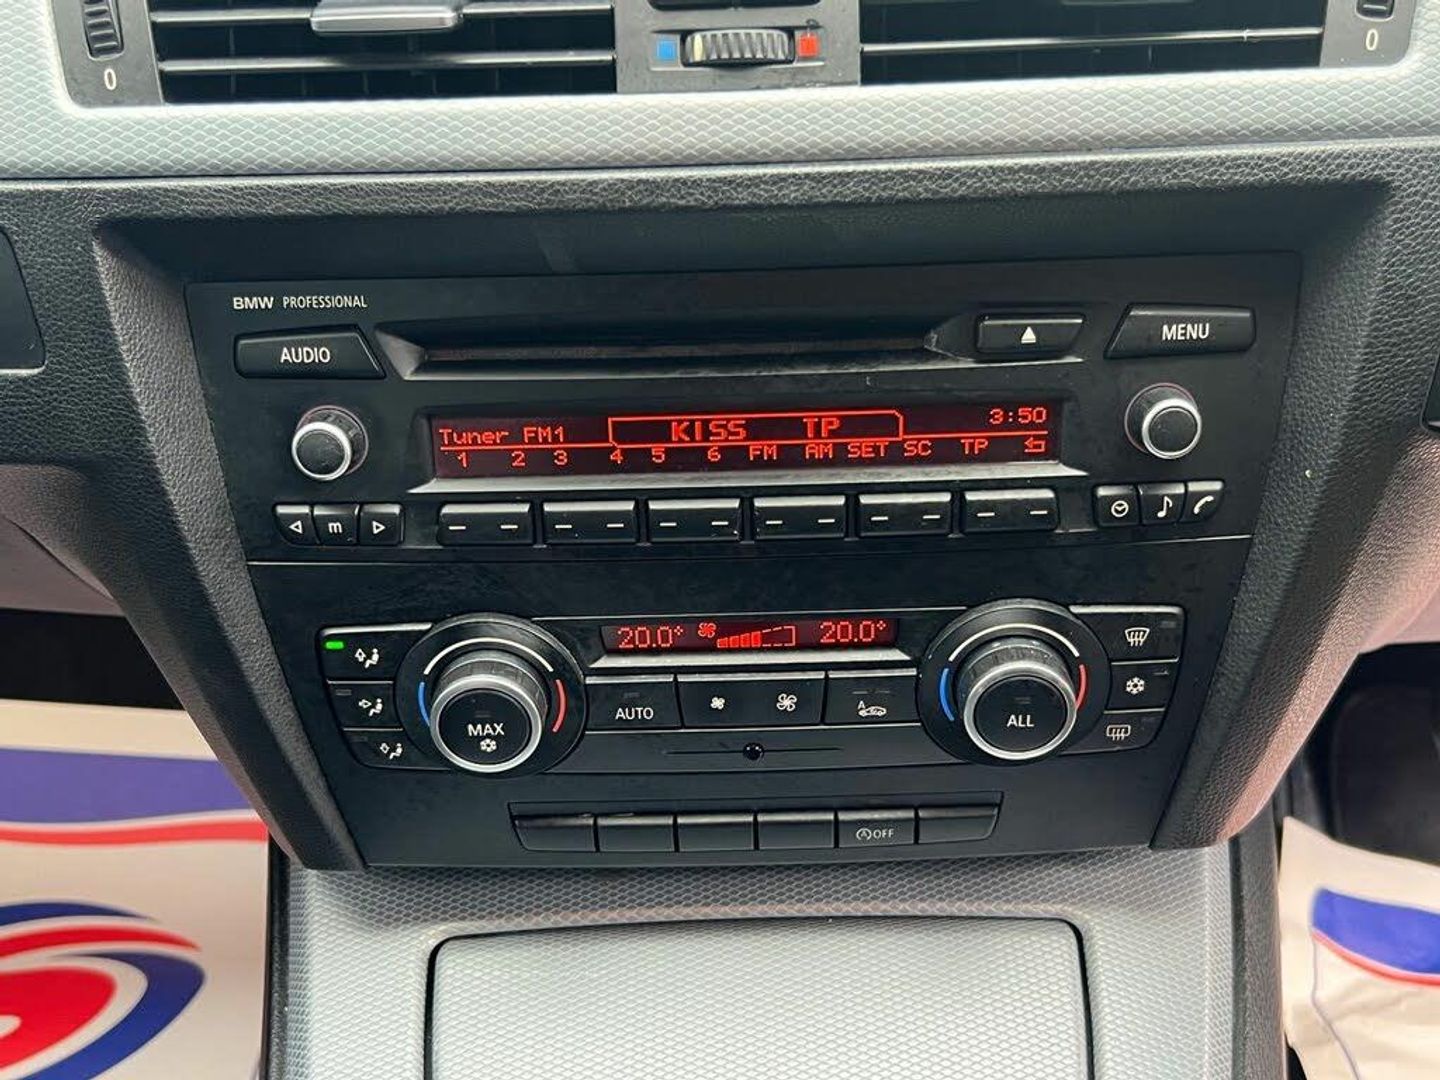 0
0
BMW PROFESSIONAL
AUDIO
MENU
Tuner FM1
KISS TP
3:50
1 2 3 4 5 6 FM AM SET SC TP
m
20.0°
20.0°
AUTO
A
MAX
ALL
A OFF